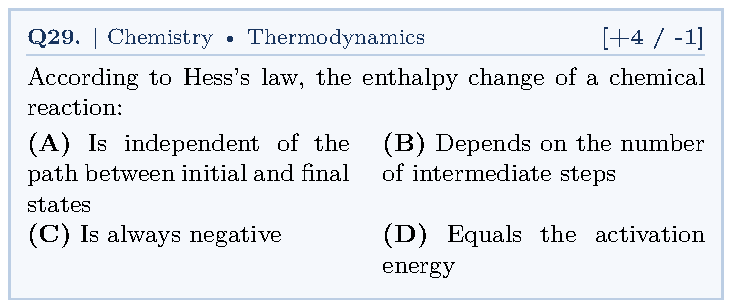 Q29. | Chemistry • Thermodynamics [+4 / -1]
According to Hess's law, the enthalpy change of a chemical
reaction:
(A) Is independent of the
path between initial and final
states
(B) Depends on the number
of intermediate steps
(C) Is always negative
(D) Equals the activation
energy